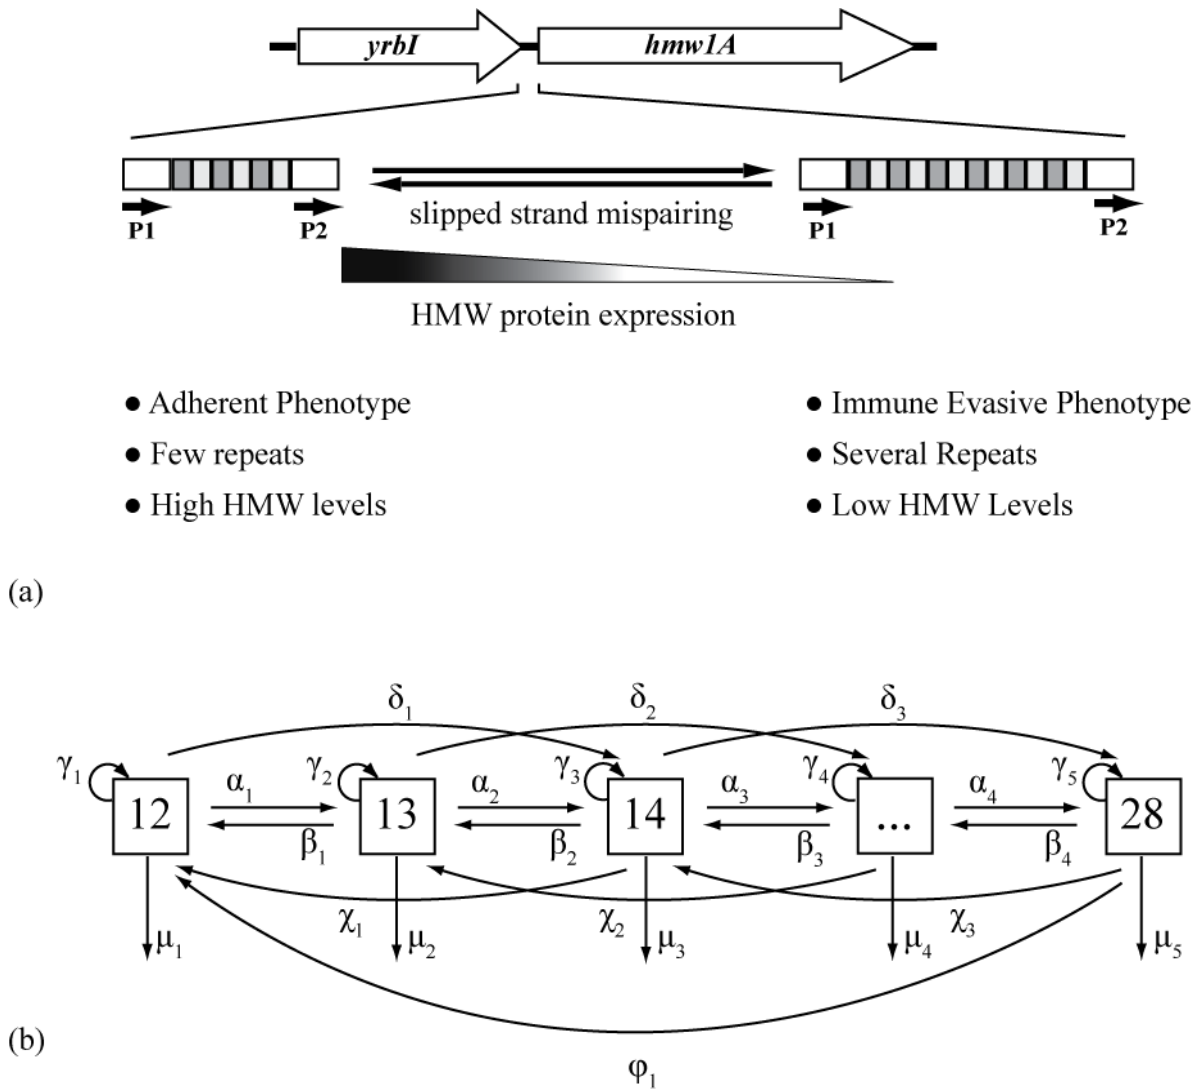 yrbI hmw1A
P1 P2 slipped strand mispairing P1 P2
HMW protein expression
● Adherent Phenotype
● Few repeats
● High HMW levels
● Immune Evasive Phenotype
● Several Repeats
● Low HMW Levels
(a)
δ₁ δ₂ δ₃
γ₁ γ₂ γ₃ γ₄ γ₅
α₁ α₂ α₃ α₄
12 13 14 ... 28
β₁ β₂ β₃ β₄
χ₁ χ₂ χ₃
μ₁ μ₂ μ₃ μ₄ μ₅
(b)
φ₁